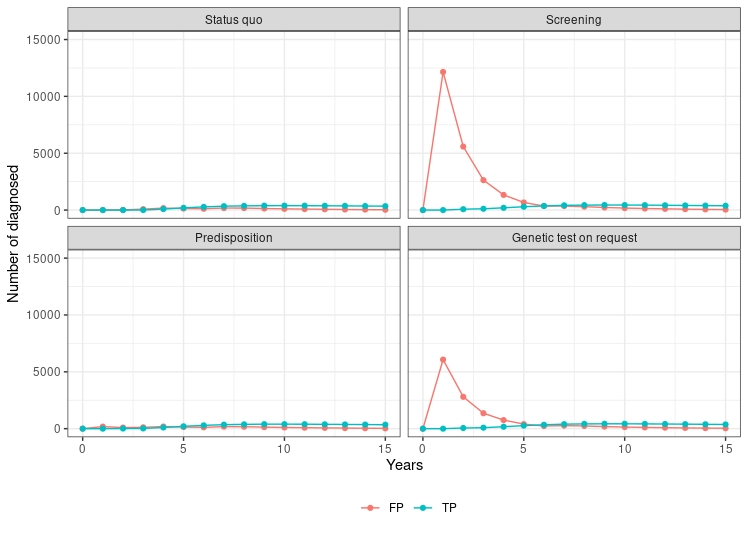 Status quo
Screening
15000
10000
5000
0
Predisposition
Genetic test on request
15000
10000
5000
0
0
5
10
15
0
5
10
15
Number of diagnosed
Years
FP
TP